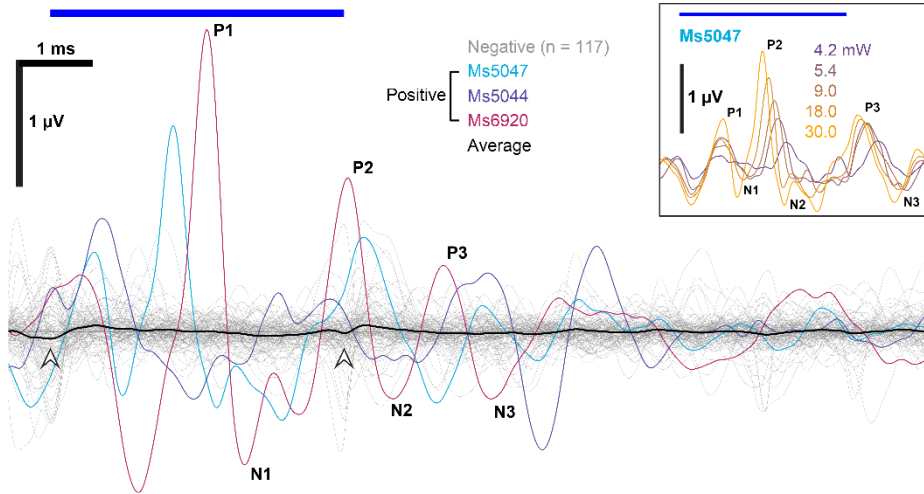 P1
1 ms
1 µV
Negative (n = 117)
Ms5047
Positive
Ms5044
Ms6920
Average
P2
P3
N1
N2
N3
Ms5047
4.2 mW
5.4
9.0
18.0
30.0
1 µV
P1
P2
P3
N1
N2
N3